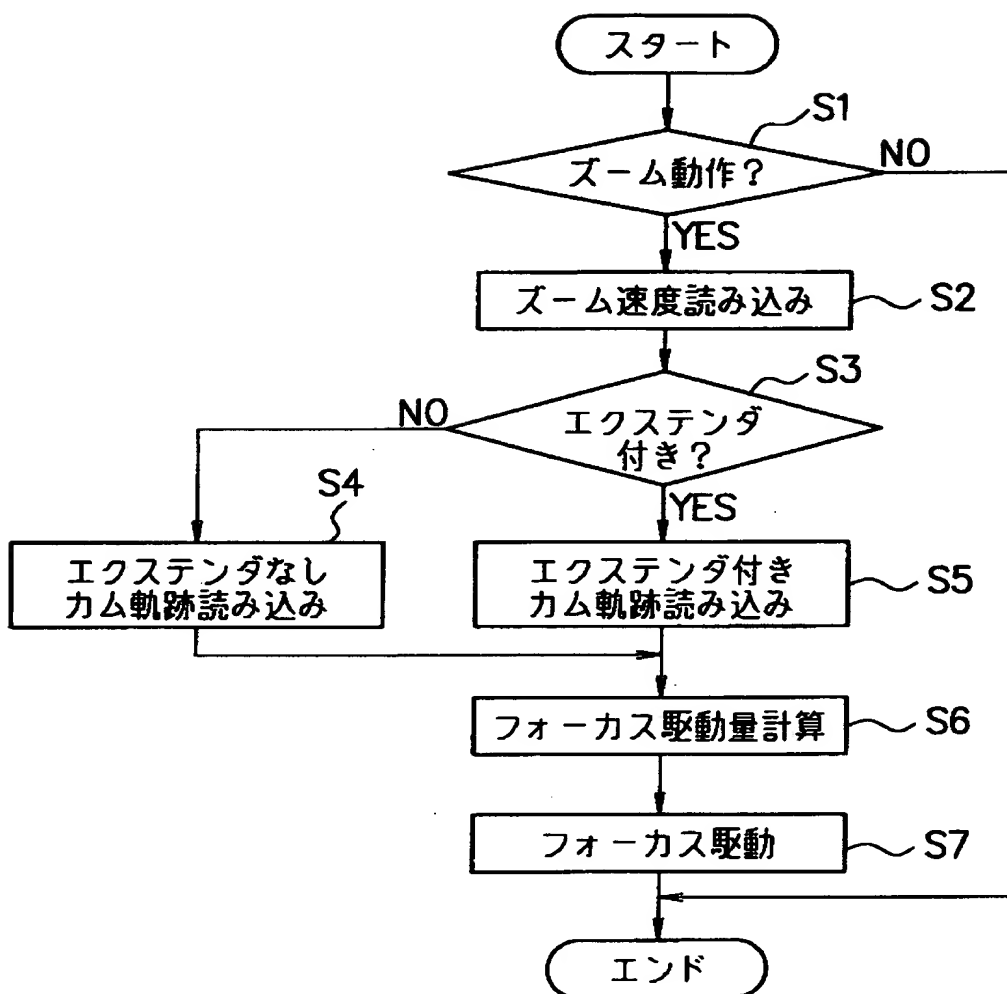 スタート
S1
ズーム動作?
NO
YES
ズーム速度読み込み
S2
S3
エクステンダ
付き?
NO
YES
S4
エクステンダなし
カム軌跡読み込み
エクステンダ付き
カム軌跡読み込み
S5
フォーカス駆動量計算
S6
フォーカス駆動
S7
エンド